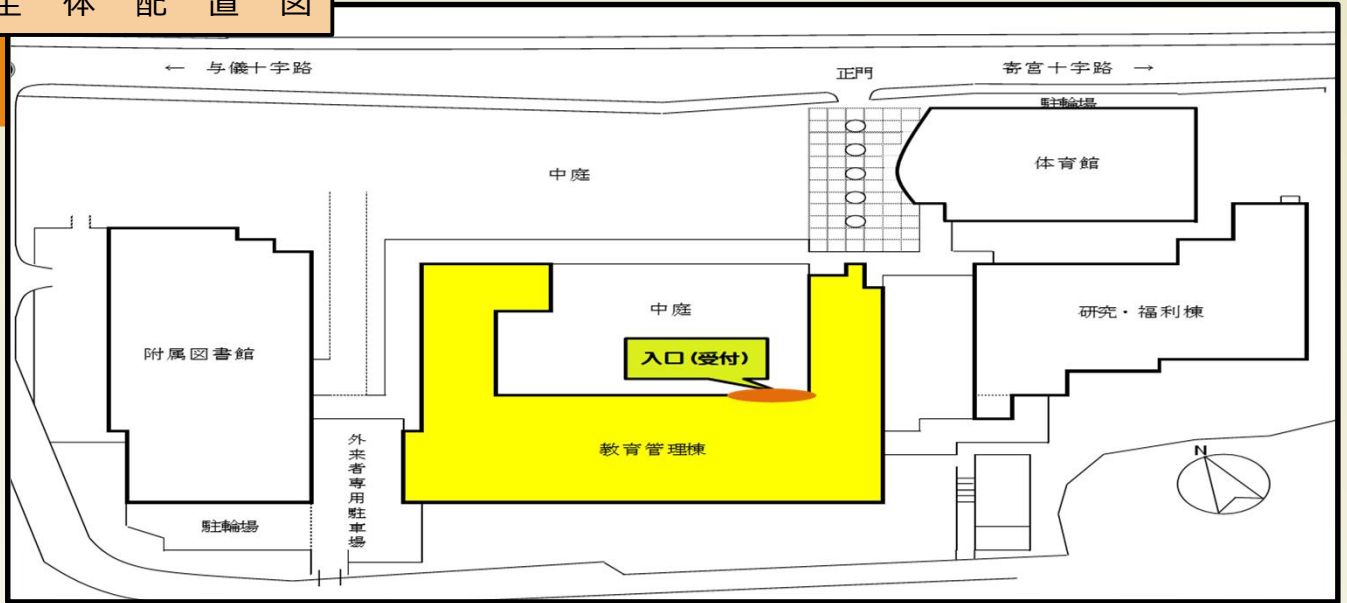 全体配置図
← 与儀十字路
正門
寄宮十字路 →
駐輪場
体育館
中庭
研究・福利棟
中庭
附属図書館
入口(受付)
教育管理棟
外来者専用駐車場
駐輪場
N